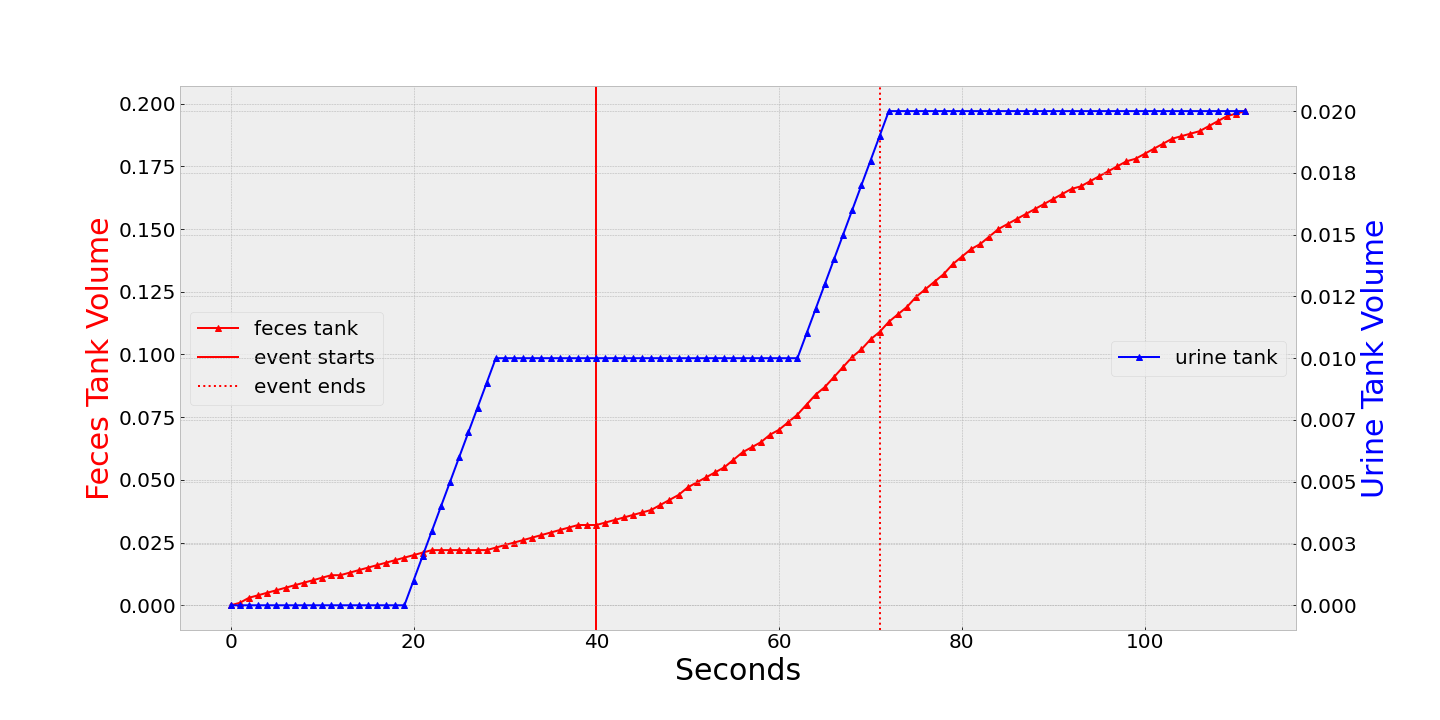 Feces Tank Volume
0.200
0.175
0.150
0.125
0.100
0.075
0.050
0.025
0.000
feces tank
event starts
event ends
urine tank
0.020
0.018
0.015
0.012
0.010
0.007
0.005
0.003
0.000
Urine Tank Volume
0 20 40 60 80 100
Seconds